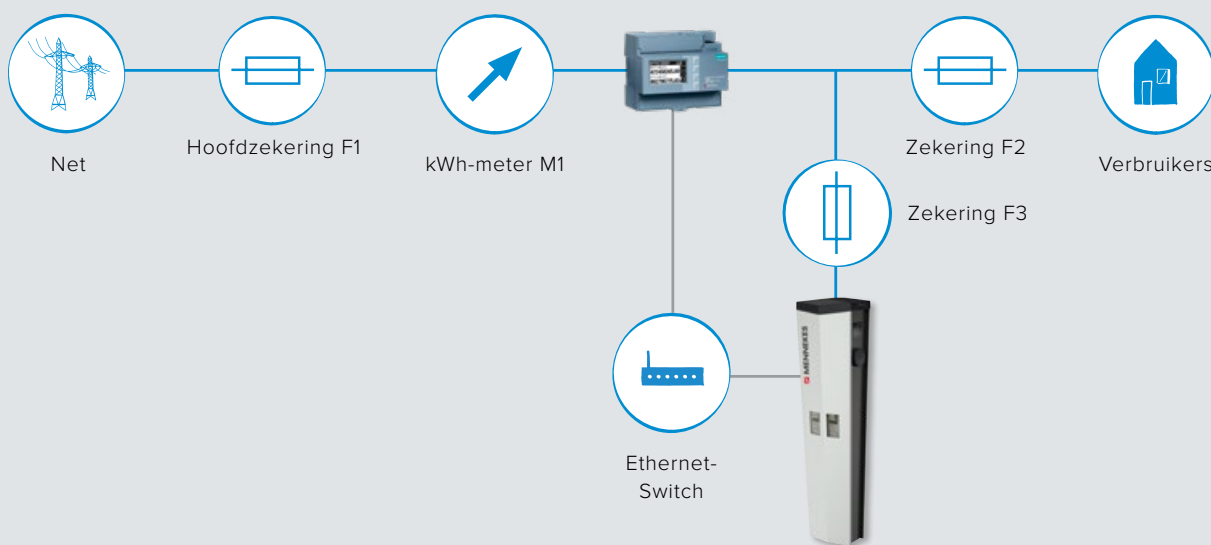 Net
Hoofdzekering F1
kWh-meter M1
Zekering F2
Verbruikers
Zekering F3
MENNEKES
Ethernet-
Switch